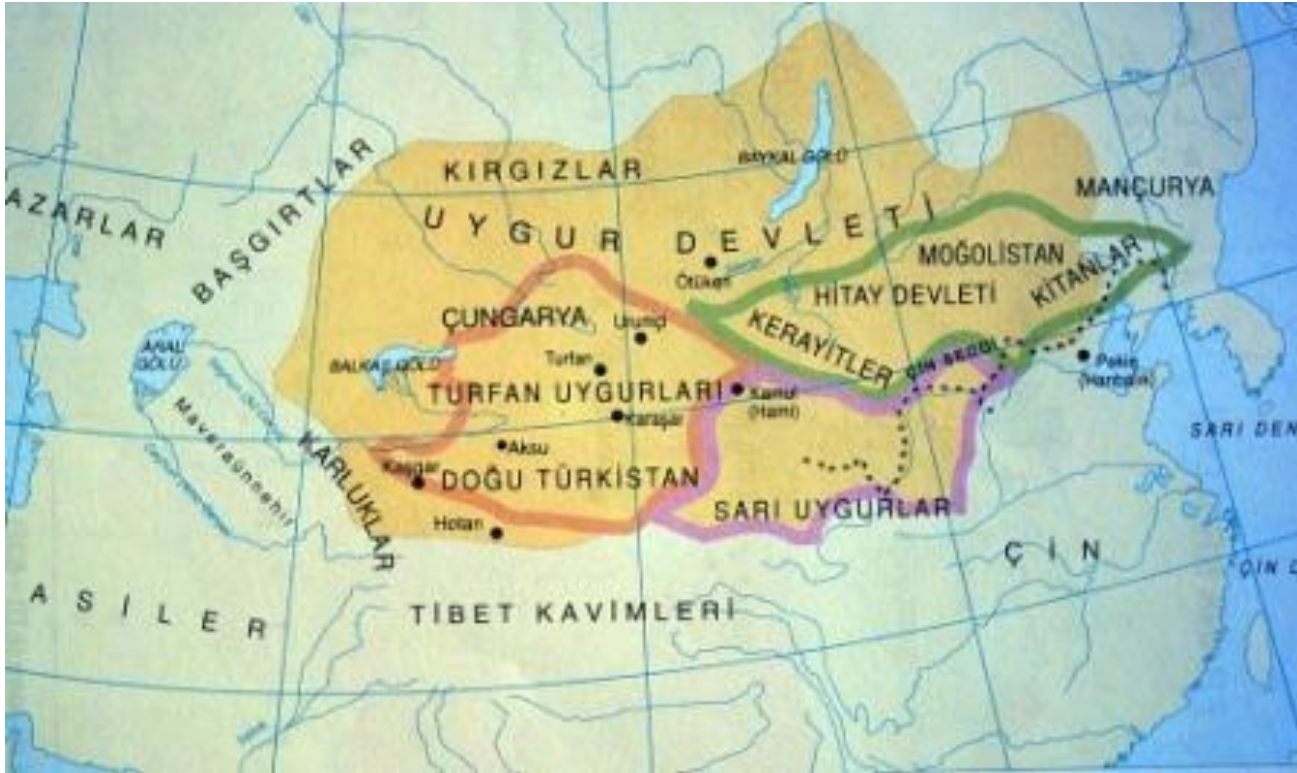 KIRGIZLAR
BAYKAL GÖLÜ
MANÇURYA
AZARLAR
BAŞGIRTLAR
UYGUR DEVLETİ
MOĞOLİSTAN
Ötüken
HİTAY DEVLETİ
KİTANLAR
ÇUNGARYA
Urumçi
KERAYİTLER
ARAL GÖLÜ
BALKAŞ GÖLÜ
Turfan
ÇİN SEDDİ
Pekin
(Hanbalık)
TURFAN UYGURLARI
Kamul
(Hami)
Karaşar
Maveraünnehir
KARLUKLAR
Aksu
SARI DEN
Kaşgar
DOĞU TÜRKİSTAN
Hotan
SARI UYGURLAR
ÇİN
ÇİN D
ASİLER
TİBET KAVİMLERİ